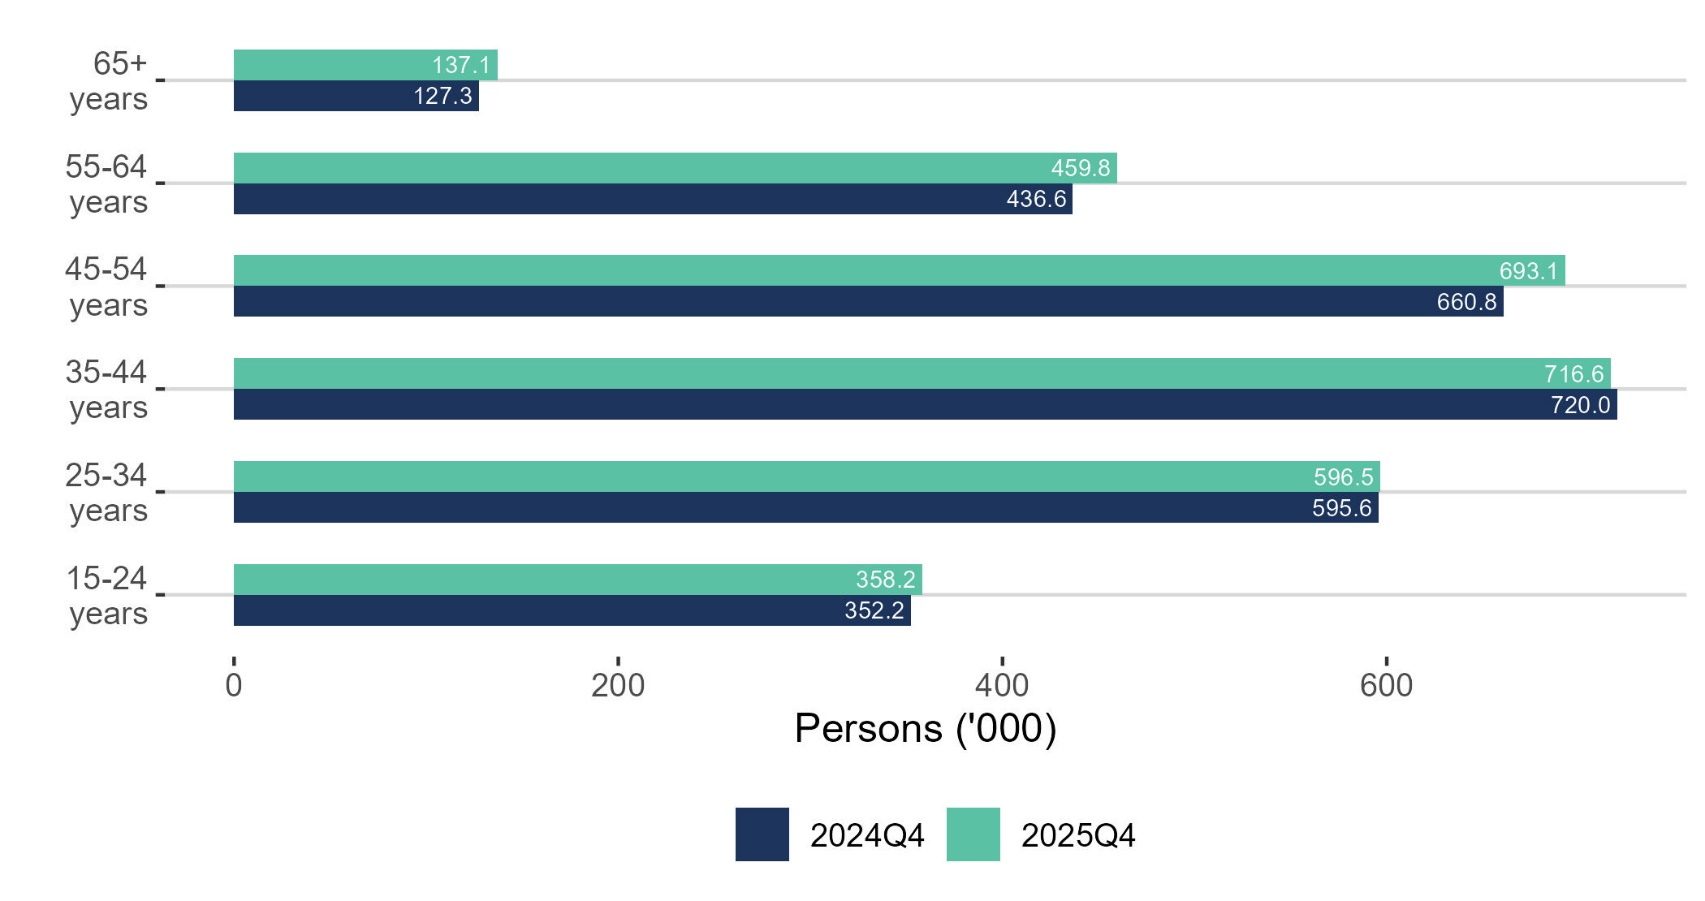 65+
years
137.1
127.3
55-64
years
459.8
436.6
45-54
years
693.1
660.8
35-44
years
716.6
720.0
25-34
years
596.5
595.6
15-24
years
358.2
352.2
0 200 400 600
Persons ('000)
2024Q4 2025Q4